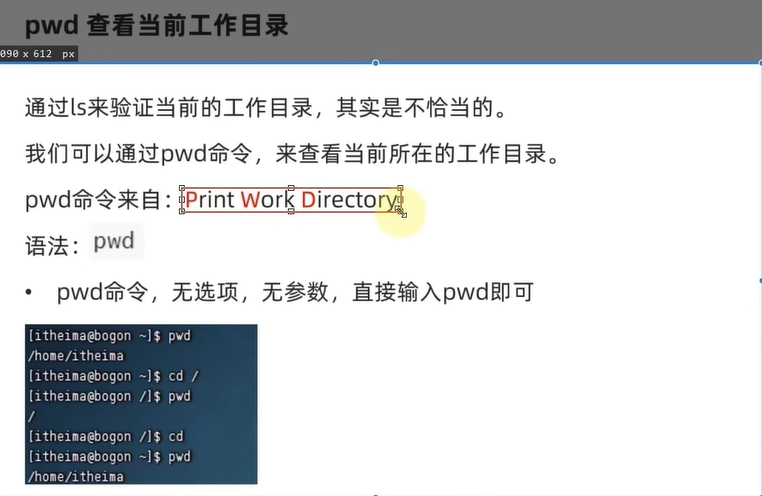 pwd 查看当前工作目录
090 x 612 px
通过ls来验证当前的工作目录，其实是不恰当的。
我们可以通过pwd命令，来查看当前所在的工作目录。
pwd命令来自：Print Work Directory
语法：pwd
• pwd命令，无选项，无参数，直接输入pwd即可
[itheima@bogon ~]$ pwd
/home/itheima
[itheima@bogon ~]$ cd /
[itheima@bogon /]$ pwd
/
[itheima@bogon /]$ cd
[itheima@bogon ~]$ pwd
/home/itheima